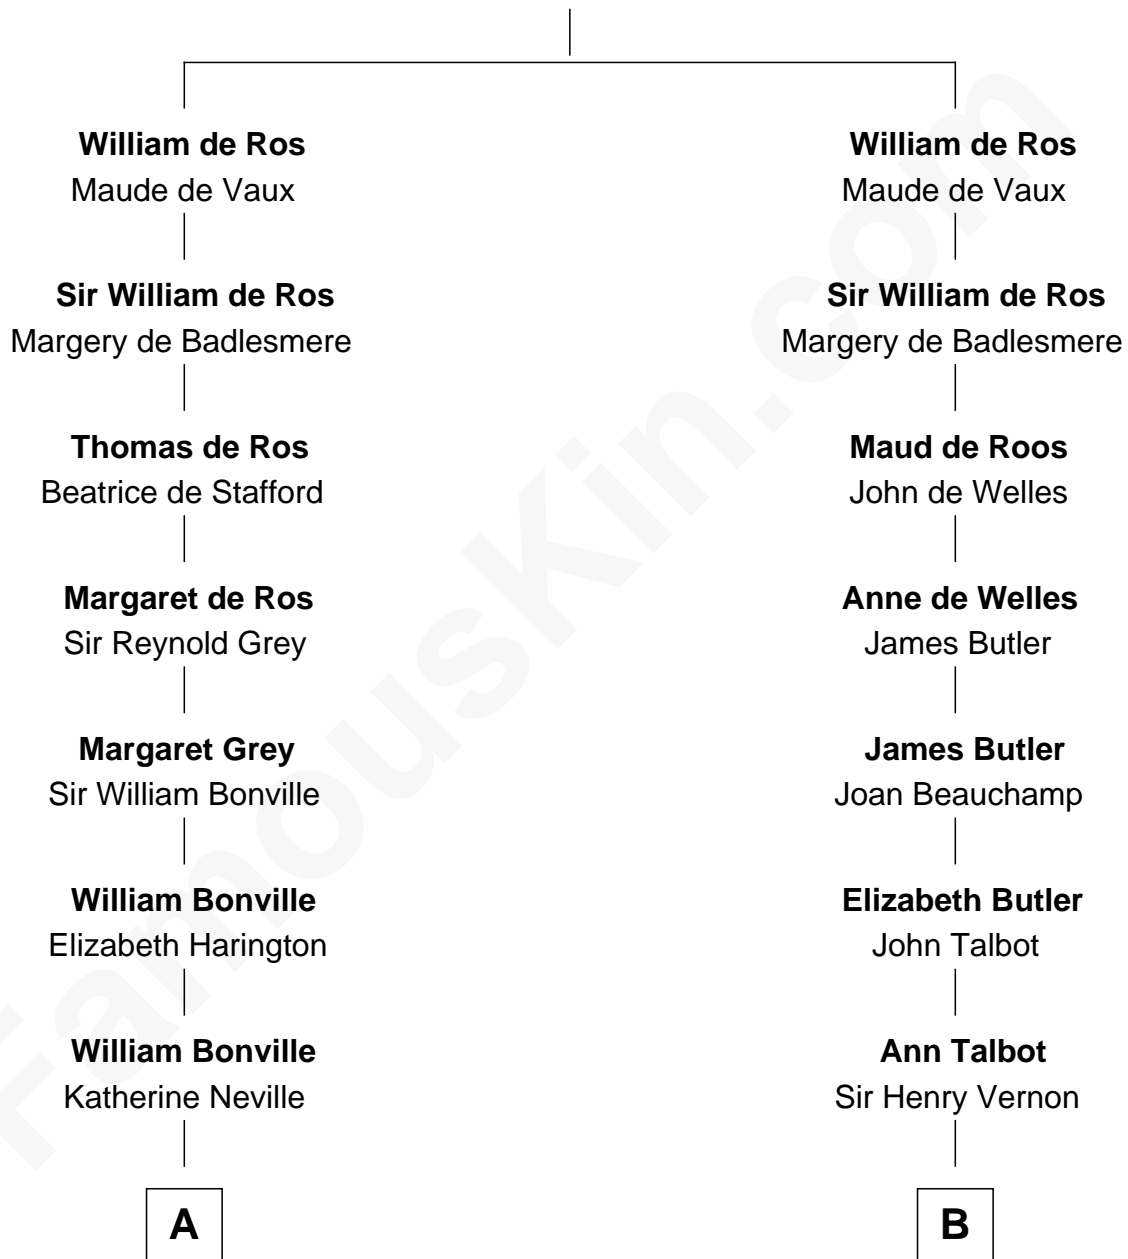 William de Ros
Maude de Vaux
Sir William de Ros
Margery de Badlesmere
Thomas de Ros
Beatrice de Stafford
Margaret de Ros
Sir Reynold Grey
Margaret Grey
Sir William Bonville
William Bonville
Elizabeth Harington
William Bonville
Katherine Neville
A
William de Ros
Maude de Vaux
Sir William de Ros
Margery de Badlesmere
Maud de Roos
John de Welles
Anne de Welles
James Butler
James Butler
Joan Beauchamp
Elizabeth Butler
John Talbot
Ann Talbot
Sir Henry Vernon
B
FamousKin.com